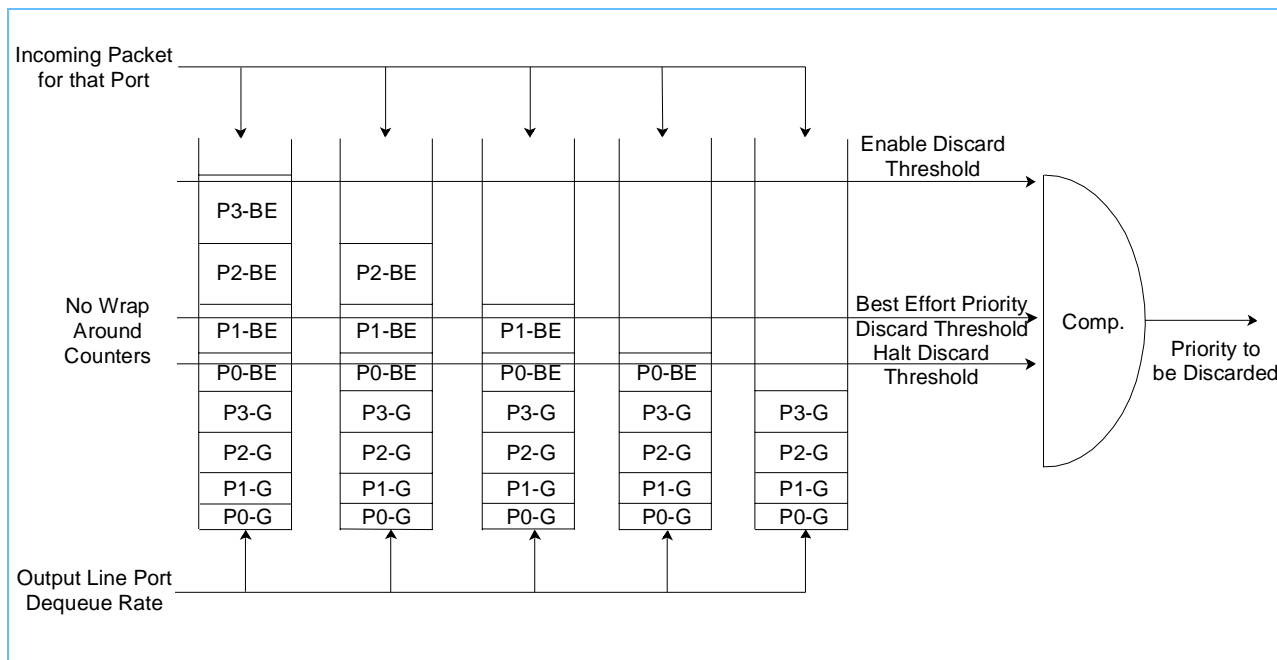 Incoming Packet
for that Port
Enable Discard
Threshold
P3-BE
P2-BE P2-BE
No Wrap
Around
Counters
P1-BE P1-BE P1-BE
Best Effort Priority
Discard Threshold
Halt Discard
Threshold
Comp.
Priority to
be Discarded
P0-BE P0-BE P0-BE P0-BE
P3-G P3-G P3-G P3-G P3-G
P2-G P2-G P2-G P2-G P2-G
P1-G P1-G P1-G P1-G P1-G
P0-G P0-G P0-G P0-G P0-G
Output Line Port
Dequeue Rate